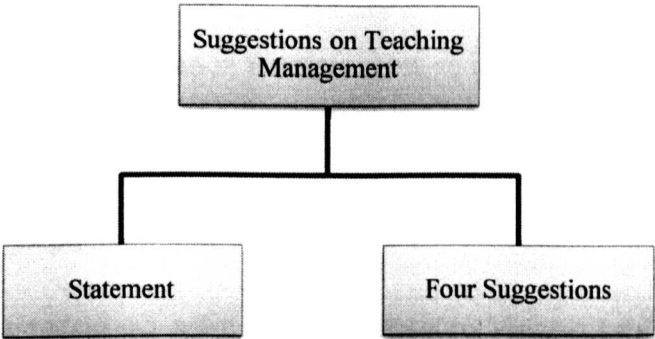 Suggestions on Teaching
Management
Statement
Four Suggestions